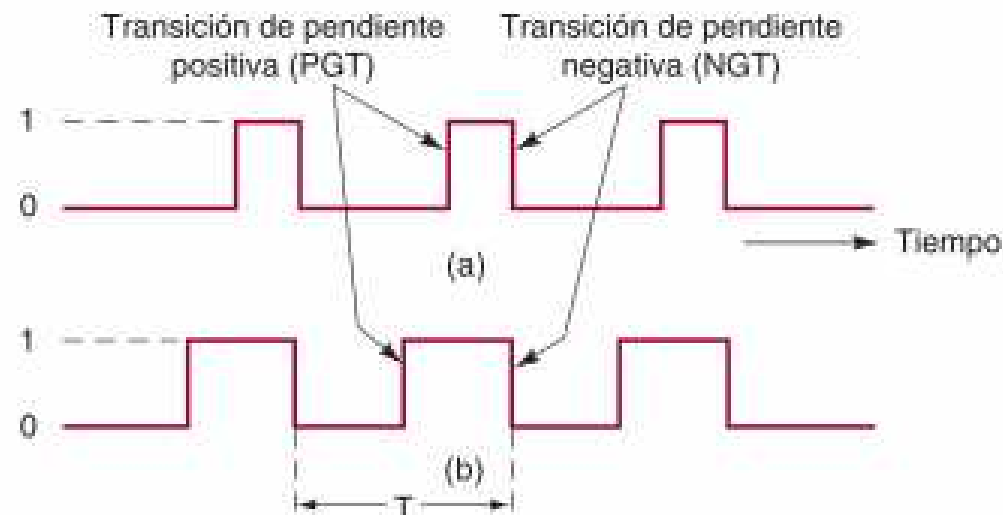 Transición de pendiente
positiva (PGT)
Transición de pendiente
negativa (NGT)
1
0
Tiempo
(a)
1
0
(b)
T